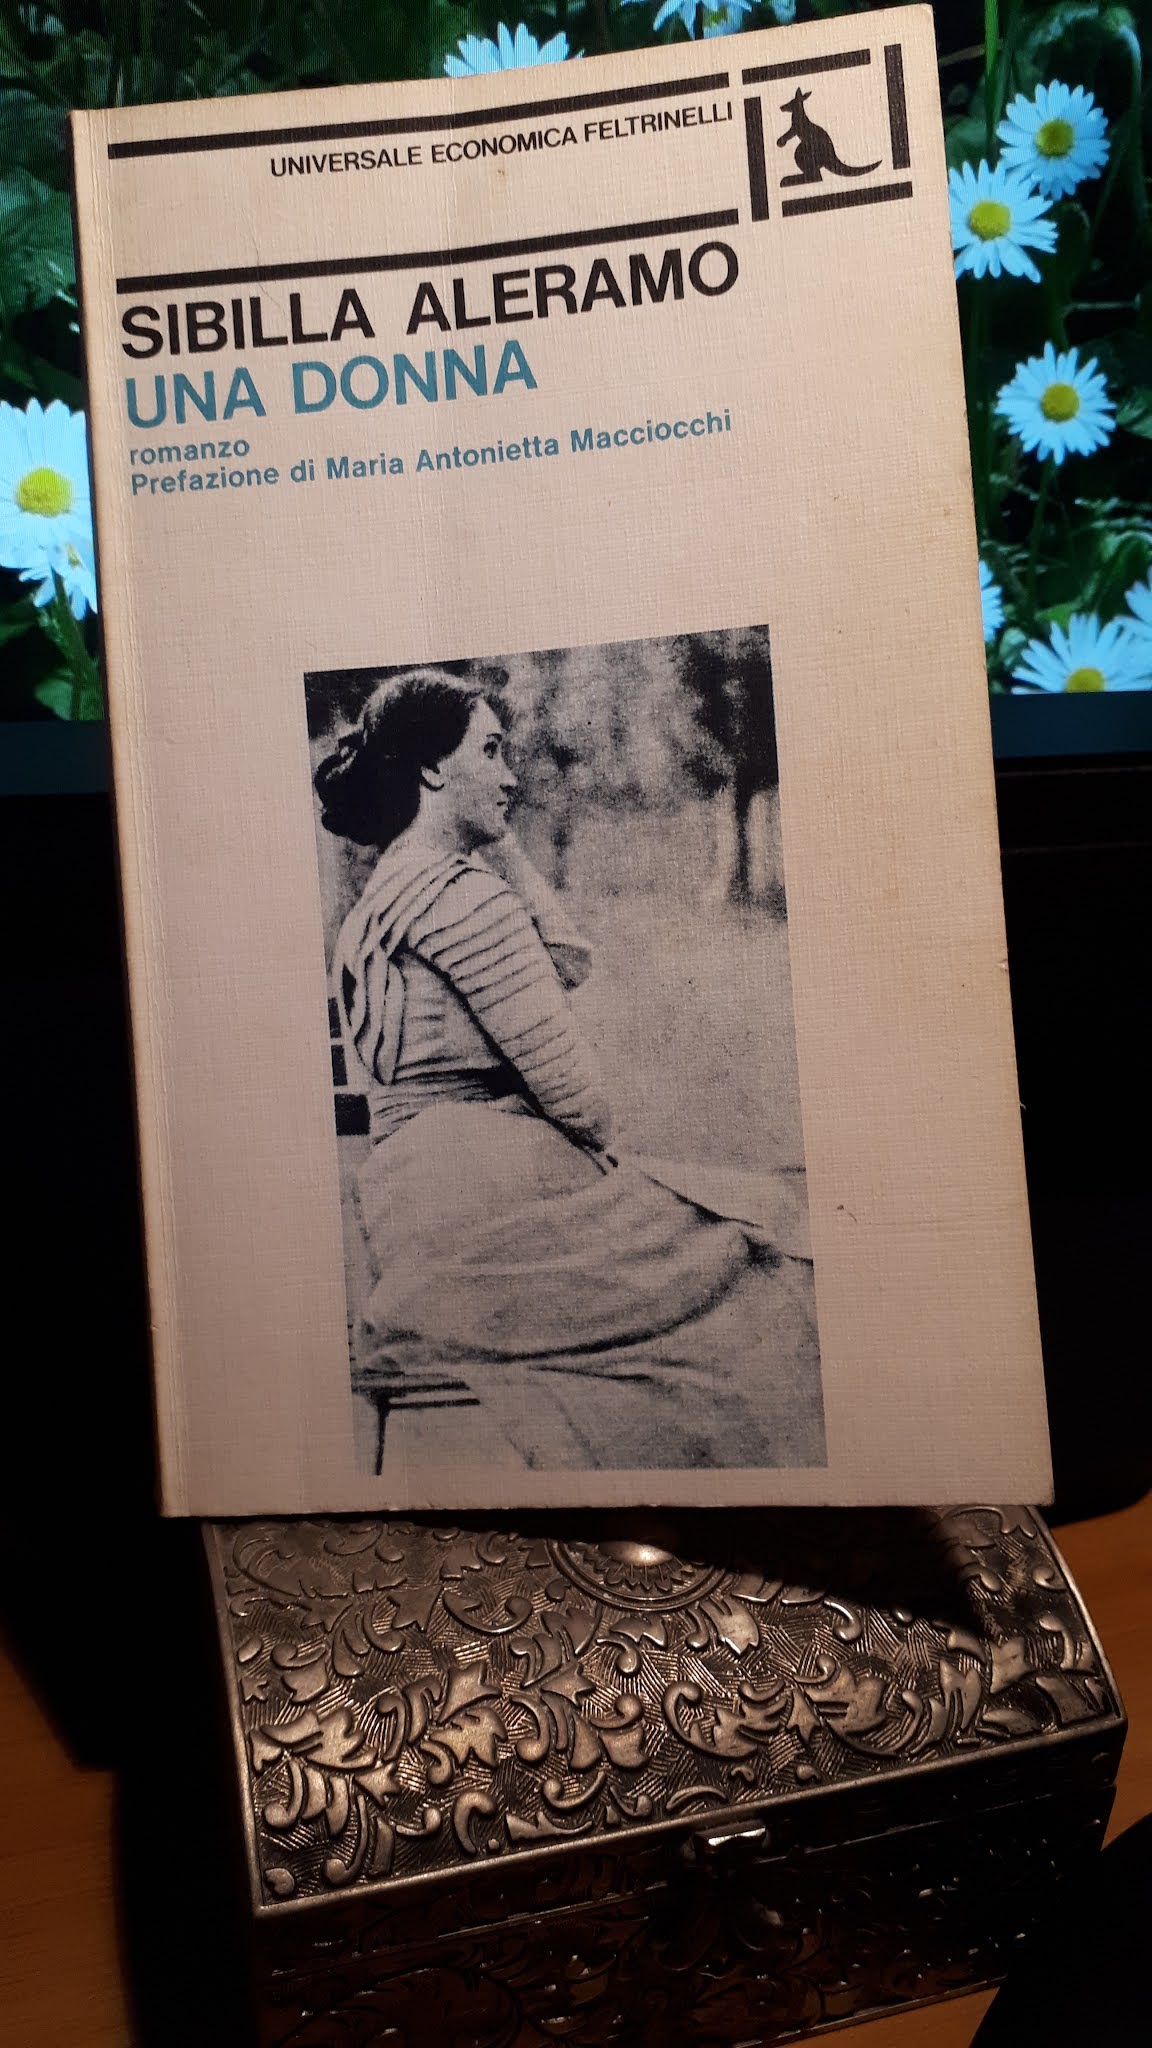 UNIVERSALE ECONOMICA FELTRINELLI
SIBILLA ALERAMO
UNA DONNA
romanzo
Prefazione di Maria Antonietta Macciocchi